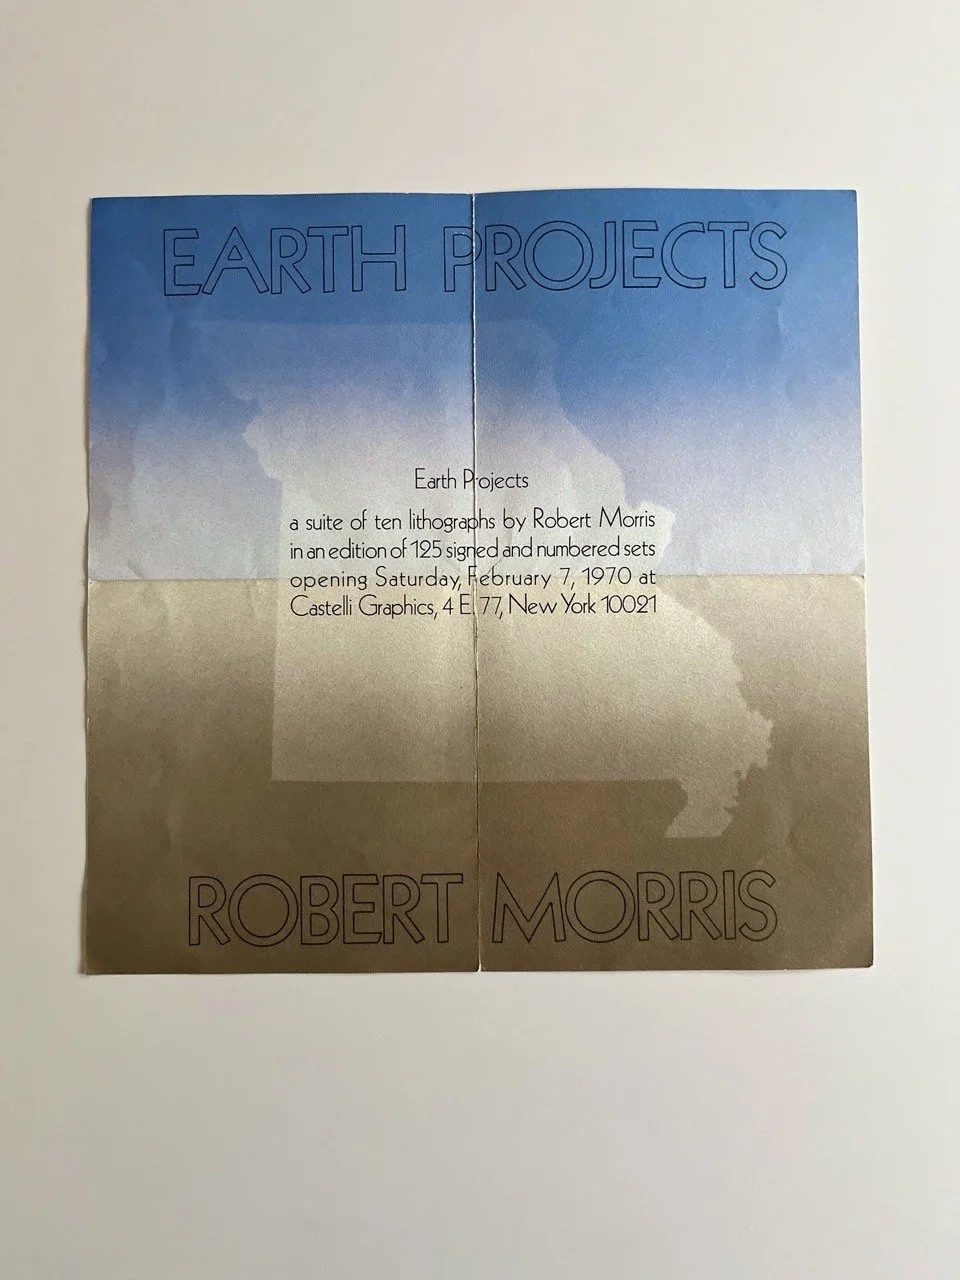 EARTH PROJECTS
Earth Projects
a suite of ten lithographs by Robert Morris
in an edition of 125 signed and numbered sets
opening Saturday, February 7, 1970 at
Castelli Graphics, 4 E. 77, New York 10021
ROBERT MORRIS